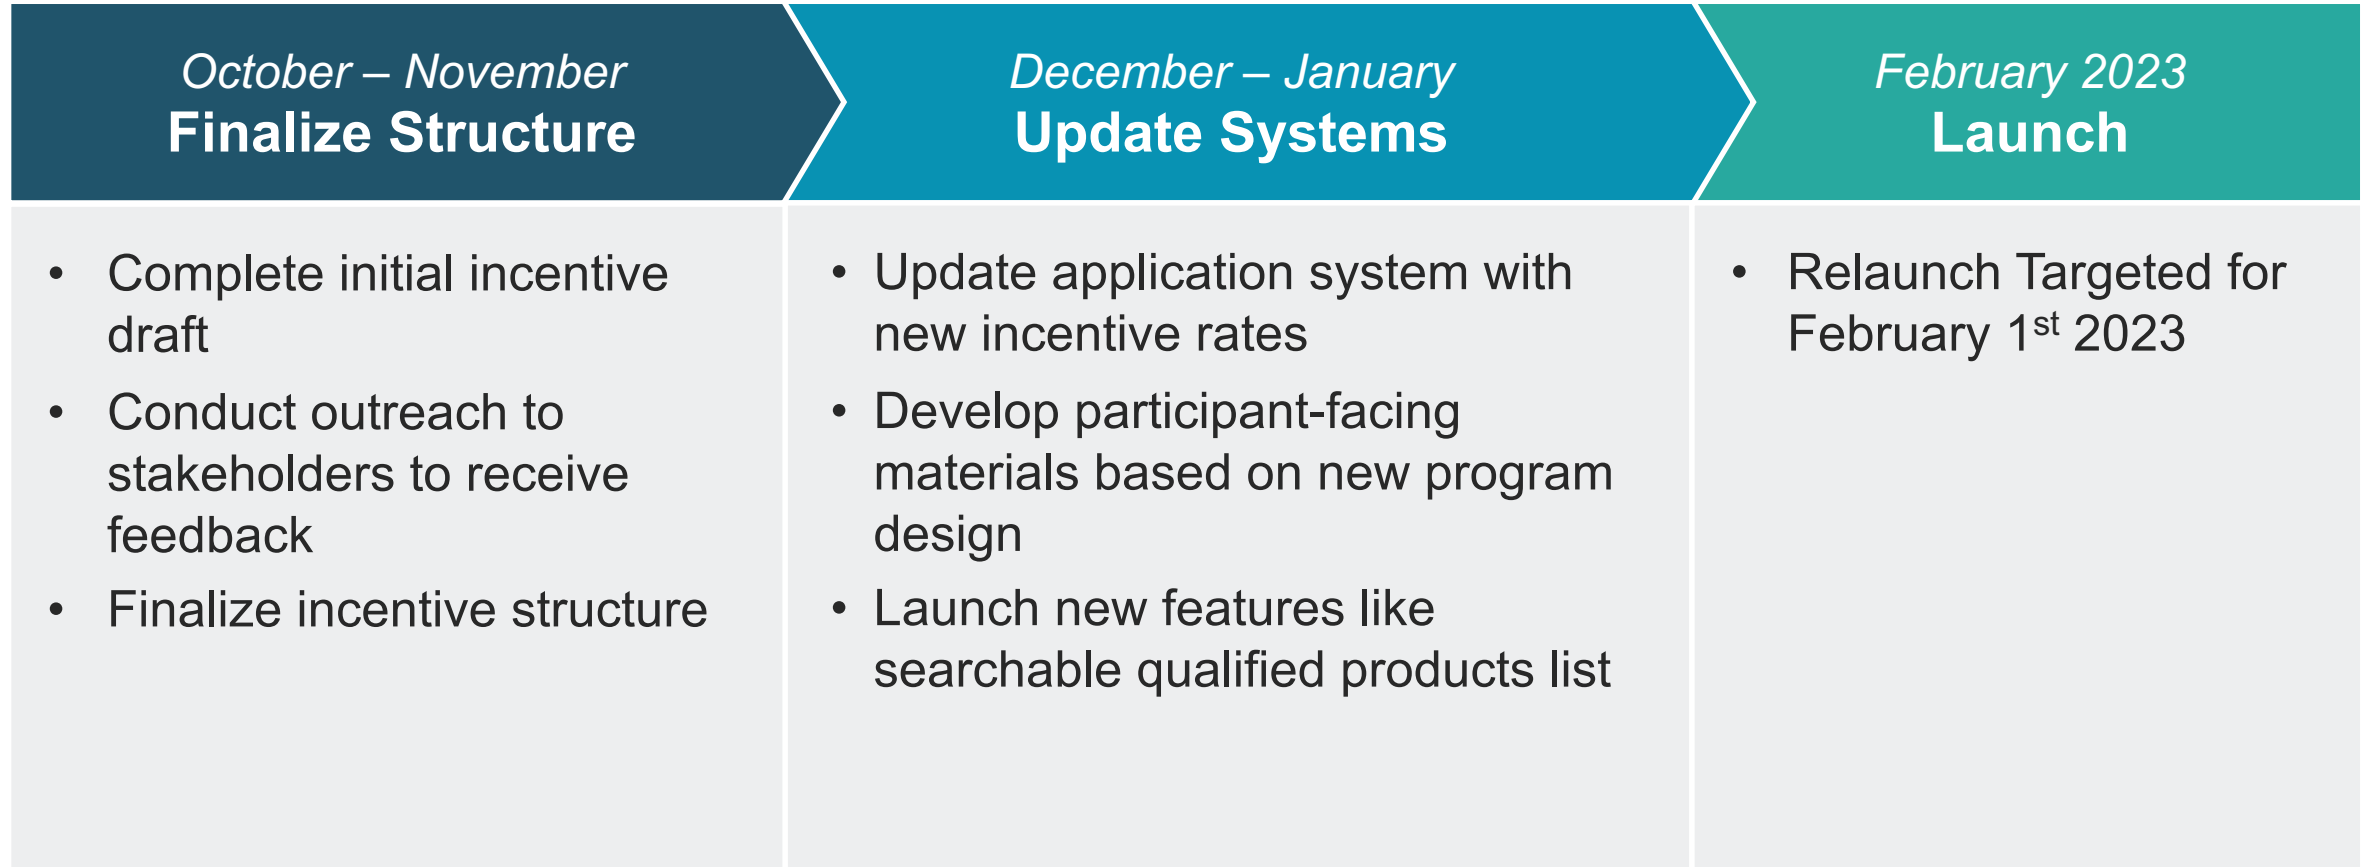 October – November
Finalize Structure
• Complete initial incentive
draft
• Conduct outreach to
stakeholders to receive
feedback
• Finalize incentive structure
December – January
Update Systems
• Update application system with
new incentive rates
• Develop participant-facing
materials based on new program
design
• Launch new features like
searchable qualified products list
February 2023
Launch
• Relaunch Targeted for
February 1st 2023